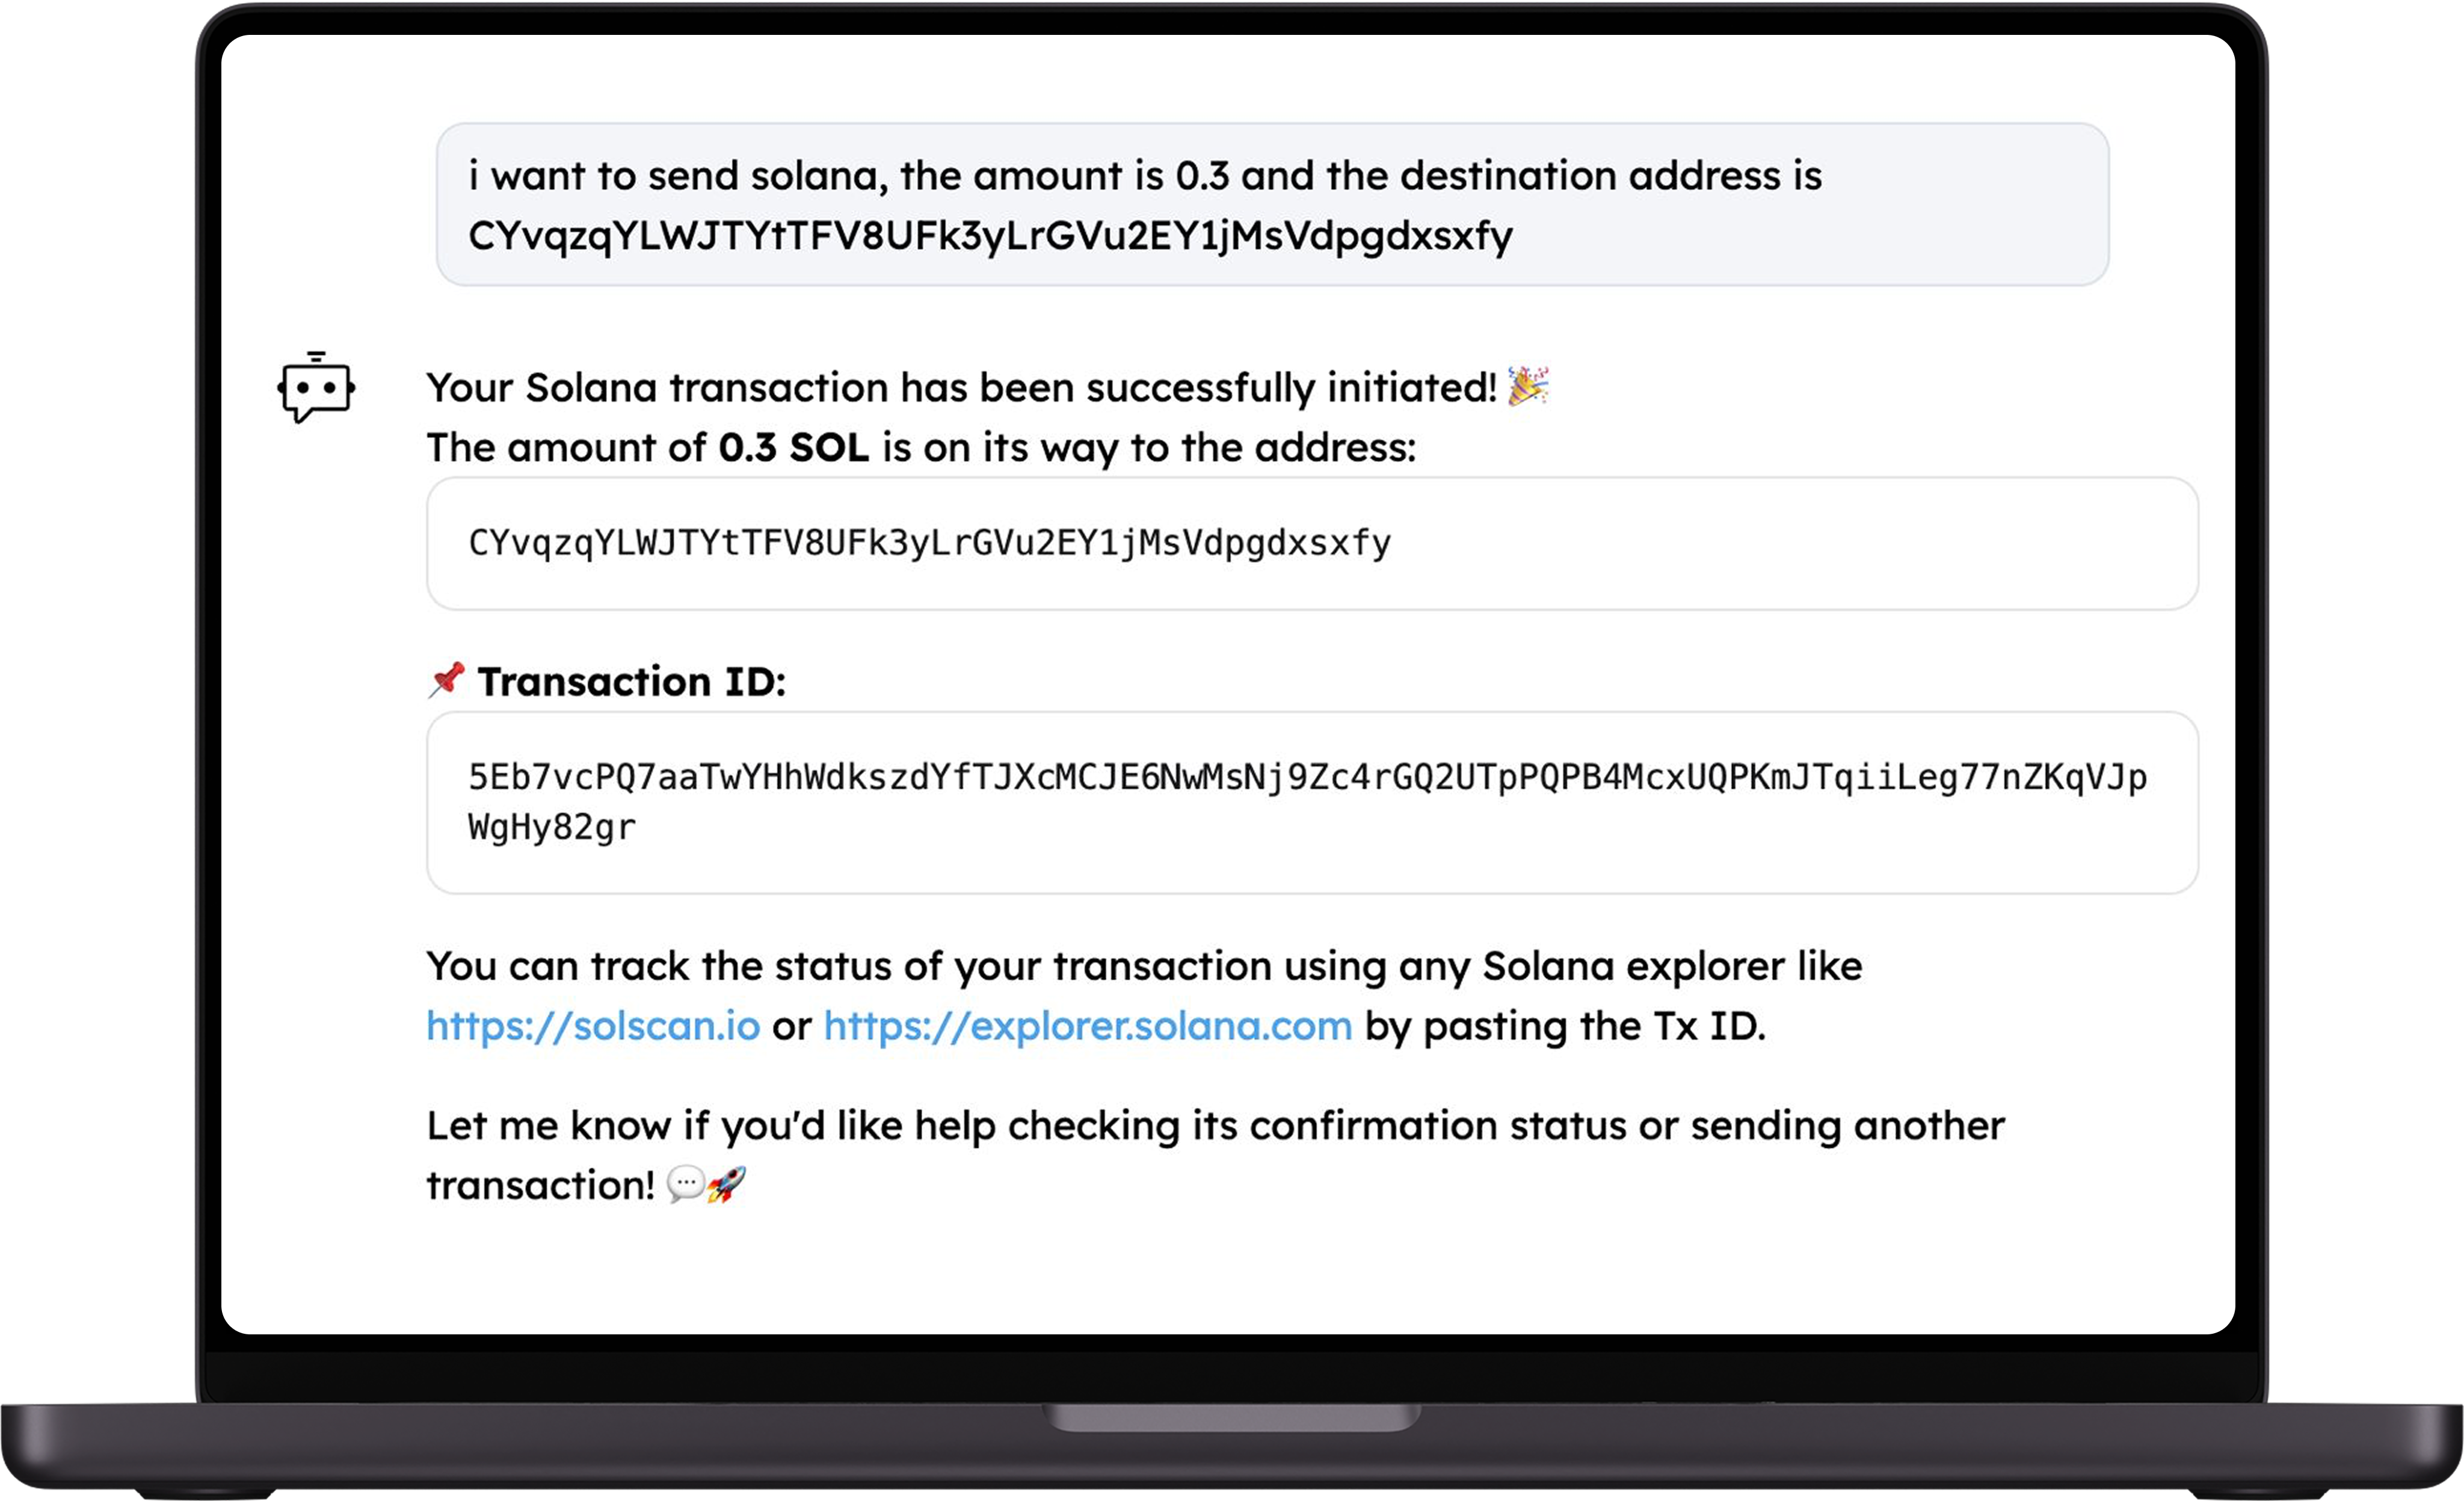 i want to send solana, the amount is 0.3 and the destination address is
CYvqzqYLWJTYtTFV8UFk3yLrGVu2EY1jMsVdpgdxsxfy
Your Solana transaction has been successfully initiated! 🎉
The amount of 0.3 SOL is on its way to the address:
CYvqzqYLWJTYtTFV8UFk3yLrGVu2EY1jMsVdpgdxsxfy
📌 Transaction ID:
5Eb7vcPQ7aaTwYHhWdkszdYfTJXcMCJE6NwMsNj9Zc4rGQ2UTpPQPB4McxUQPKmJTqiiLeg77nZKqVJp
WgHy82gr
You can track the status of your transaction using any Solana explorer like
https://solscan.io or https://explorer.solana.com by pasting the Tx ID.
Let me know if you'd like help checking its confirmation status or sending another
transaction! 💬🚀